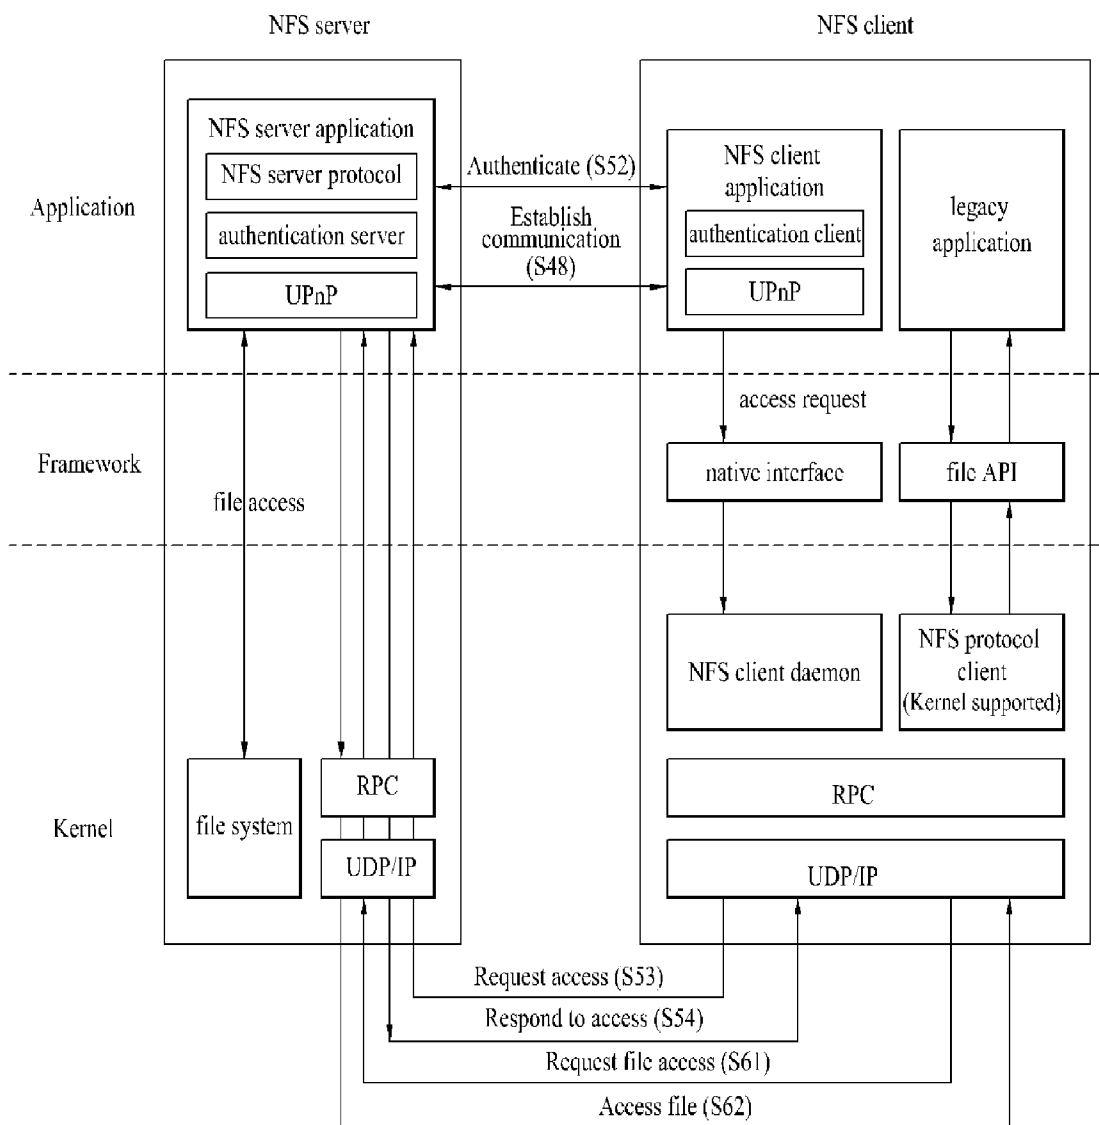 NFS server
NFS client
NFS server application
NFS server protocol
authentication server
UPnP
Application
Authenticate (S52)
Establish
communication
(S48)
NFS client
application
authentication client
UPnP
legacy
application
access request
Framework
file access
native interface
file API
NFS client daemon
NFS protocol
client
(Kernel supported)
Kernel
file system
RPC
UDP/IP
RPC
UDP/IP
Request access (S53)
Respond to access (S54)
Request file access (S61)
Access file (S62)